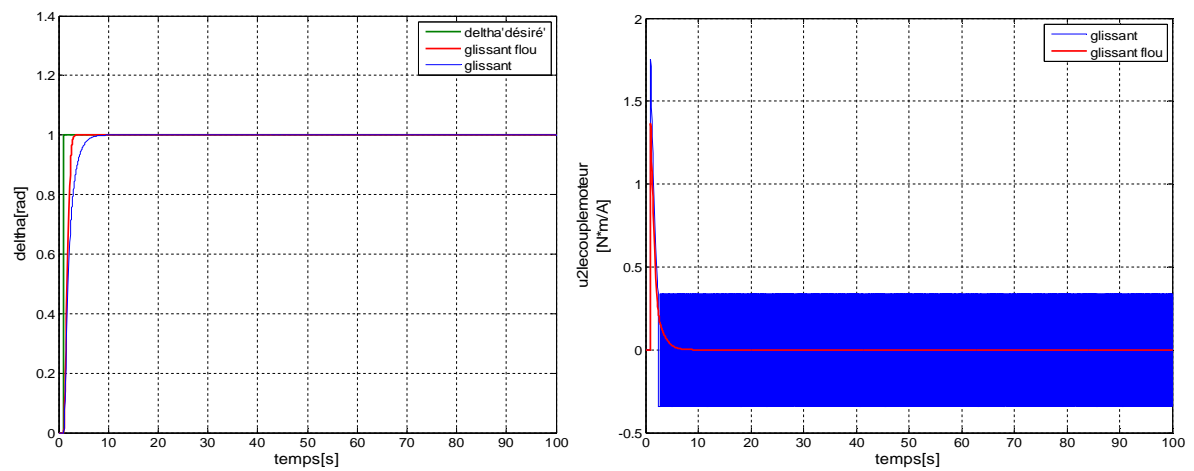 1.4
1.2
1
0.8
0.6
0.4
0.2
0
deltha[rad]
deltha'désiré'
glissant flou
glissant
0 10 20 30 40 50 60 70 80 90 100
temps[s]
2
1.5
1
0.5
0
-0.5
u2lecouplemoteur
[N*m/A]
glissant
glissant flou
0 10 20 30 40 50 60 70 80 90 100
temps[s]